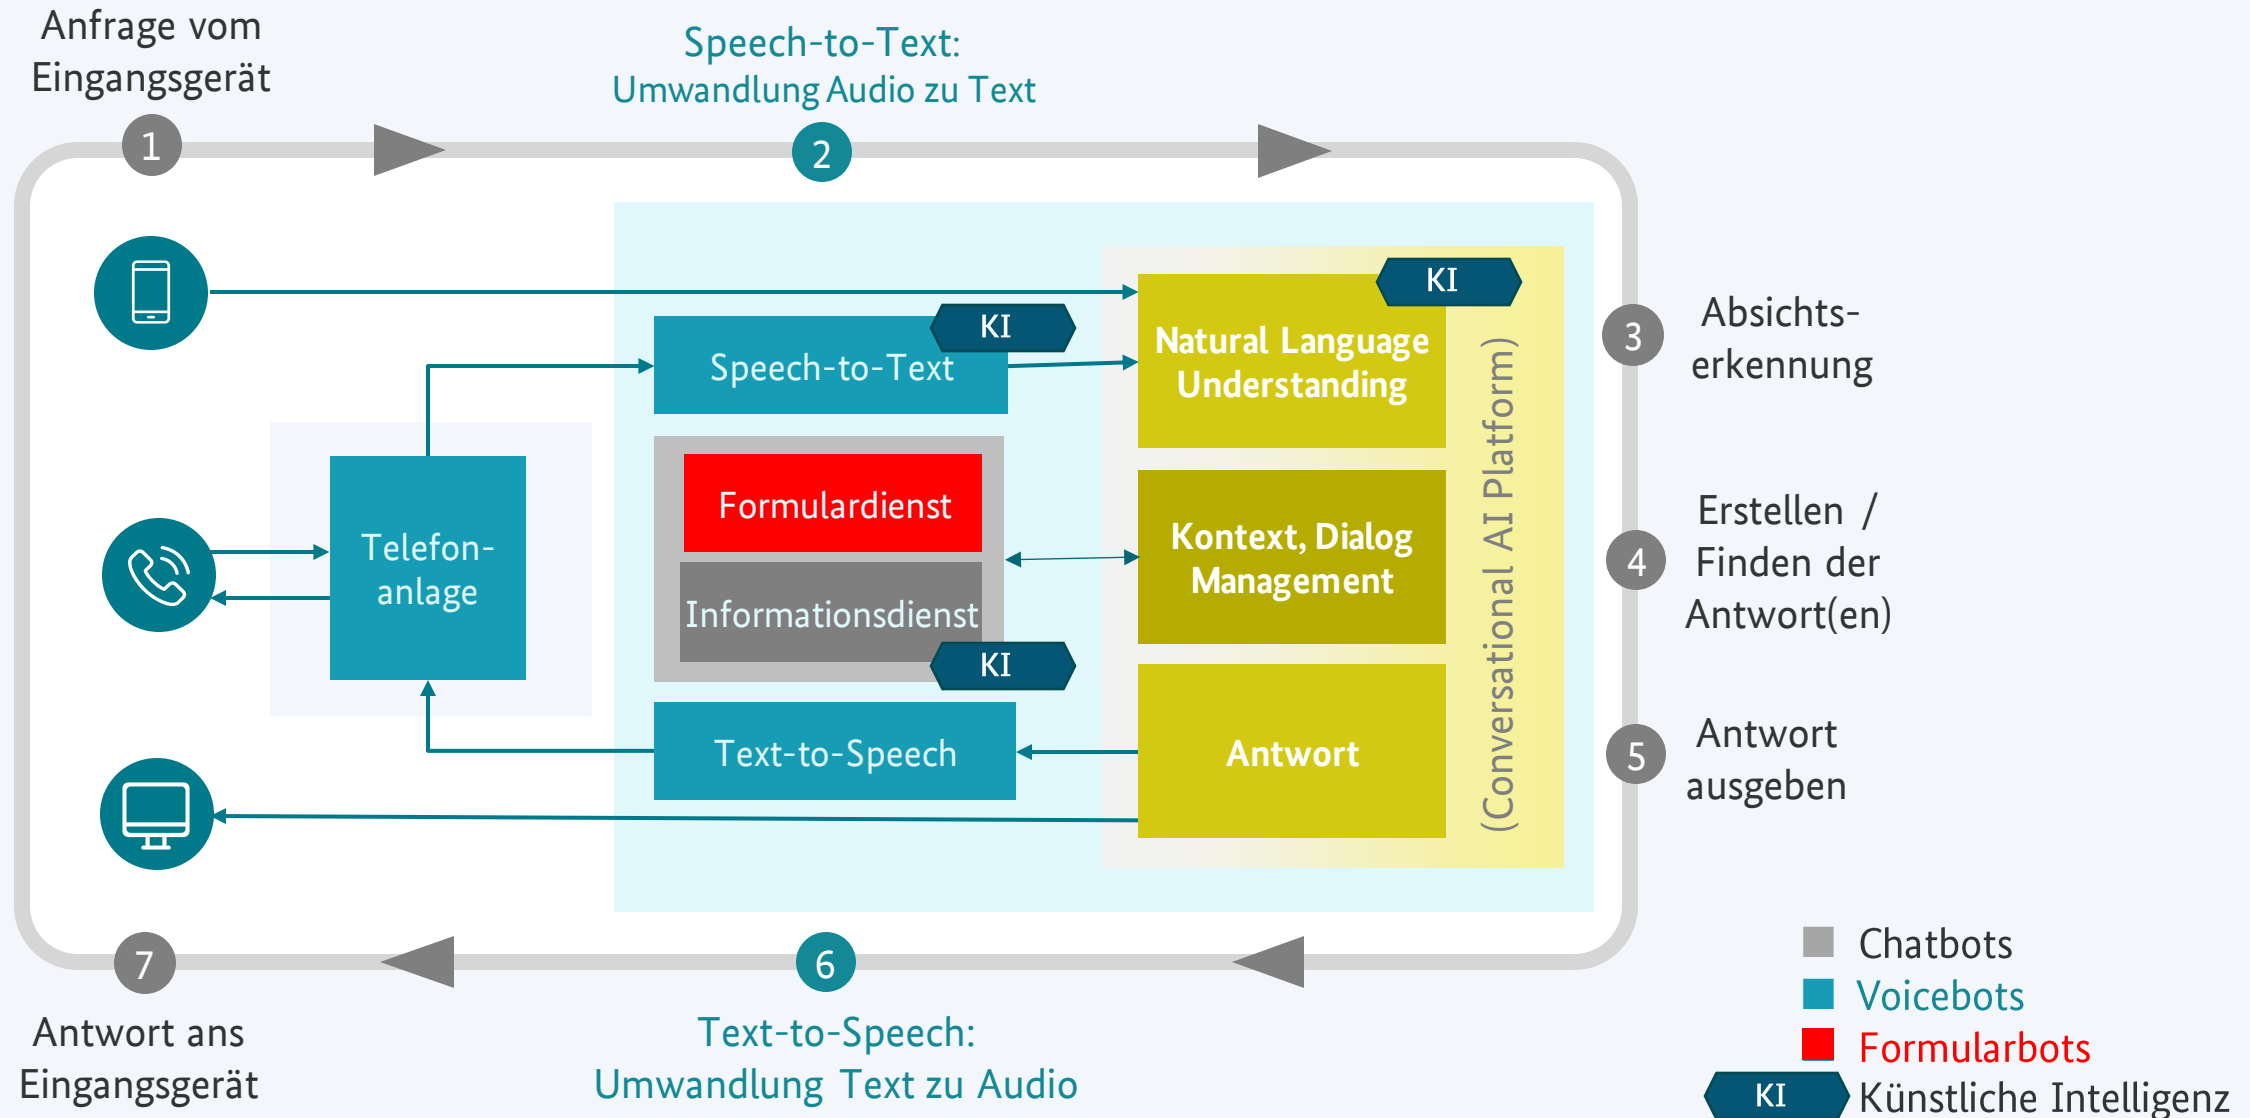 Anfrage vom
Eingangsgerät
1
Speech-to-Text:
Umwandlung Audio zu Text
2
KI
KI
Speech-to-Text
Natural Language
Understanding
3
Absichts-
erkennung
Telefon-
anlage
Formulardienst
Informationsdienst
KI
Kontext, Dialog
Management
(Conversational AI Platform)
4
Erstellen /
Finden der
Antwort(en)
Text-to-Speech
Antwort
5
Antwort
ausgeben
7
Antwort ans
Eingangsgerät
6
Text-to-Speech:
Umwandlung Text zu Audio
Chatbots
Voicebots
Formularbots
KI Künstliche Intelligenz